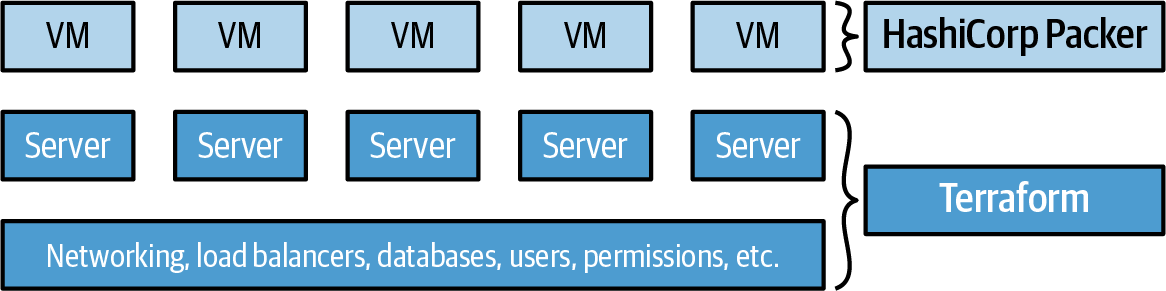 VM VM VM VM VM HashiCorp Packer
Server Server Server Server Server
Terraform
Networking, load balancers, databases, users, permissions, etc.